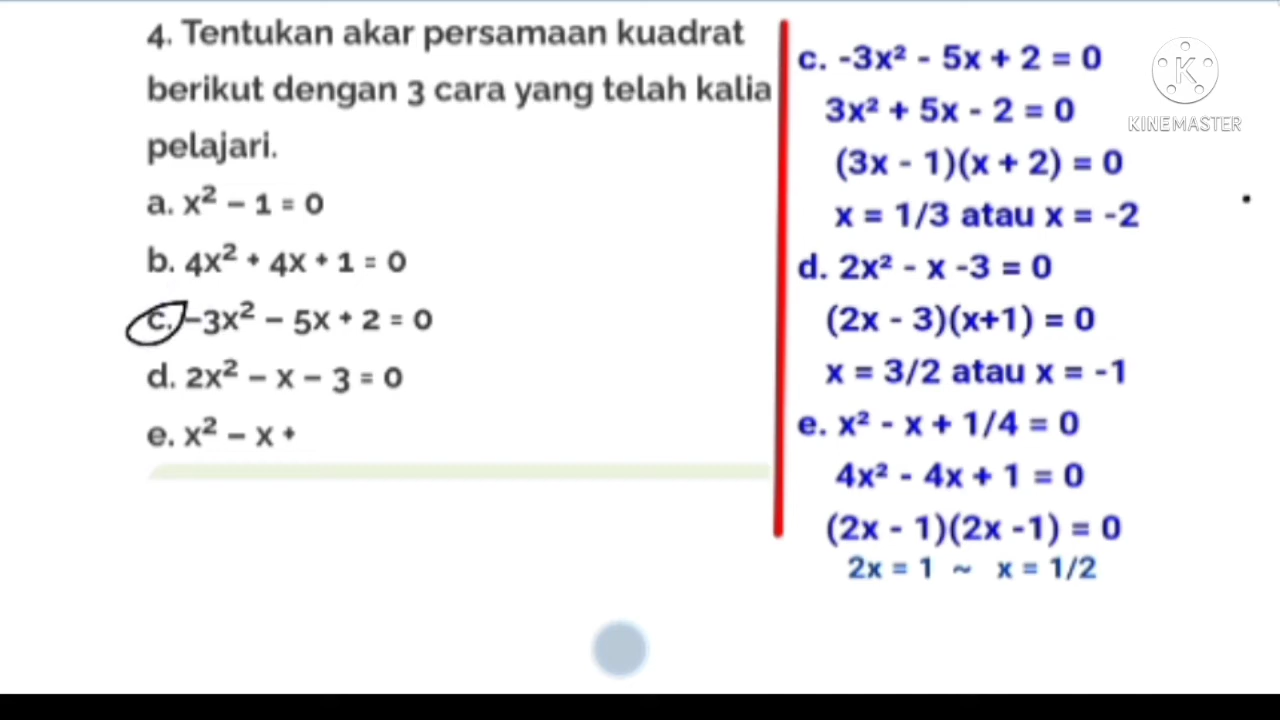 4. Tentukan akar persamaan kuadrat
berikut dengan 3 cara yang telah kalia
pelajari.
a. x² – 1 = 0
b. 4x² + 4x + 1 = 0
c. –3x² – 5x + 2 = 0
d. 2x² – x – 3 = 0
e. x² – x +
c. -3x² - 5x + 2 = 0
3x² + 5x - 2 = 0
(3x - 1)(x + 2) = 0
x = 1/3 atau x = -2
d. 2x² - x -3 = 0
(2x - 3)(x+1) = 0
x = 3/2 atau x = -1
e. x² - x + 1/4 = 0
4x² - 4x + 1 = 0
(2x - 1)(2x -1) = 0
2x = 1 ~ x = 1/2
K
KINEMASTER